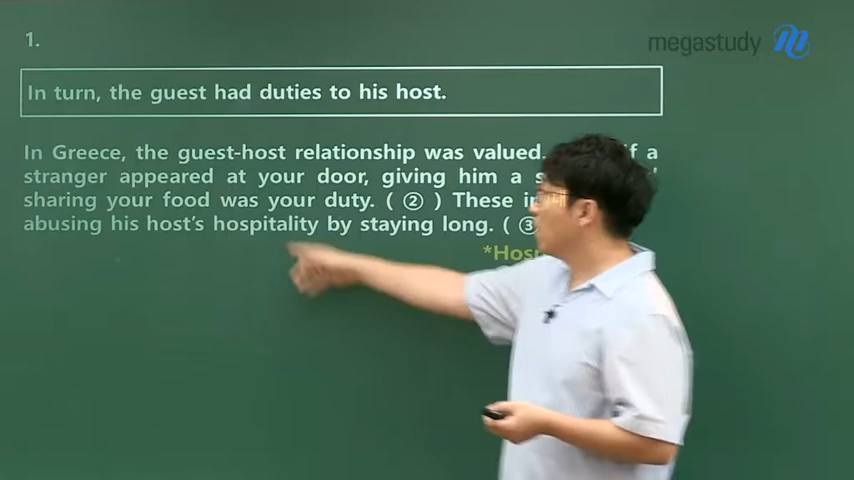 1.
megastudy
In turn, the guest had duties to his host.
In Greece, the guest-host relationship was valued. if a
stranger appeared at your door, giving him a
sharing your food was your duty. ( ② ) These
abusing his host's hospitality by staying long. ( ③